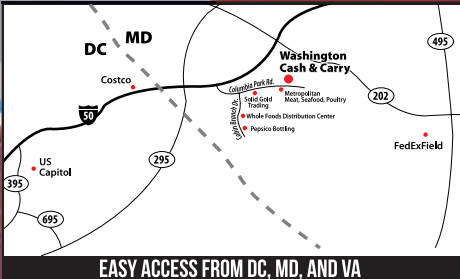 DC
MD
495
Washington
Cash & Carry
Costco
Columbia Park Rd.
Solid Gold
Trading
Metropolitan
Meat, Seafood, Poultry
202
50
Cabin Branch Dr.
Whole Foods Distribution Center
Pepsico Bottling
FedExField
295
US
Capitol
395
695
EASY ACCESS FROM DC, MD, AND VA